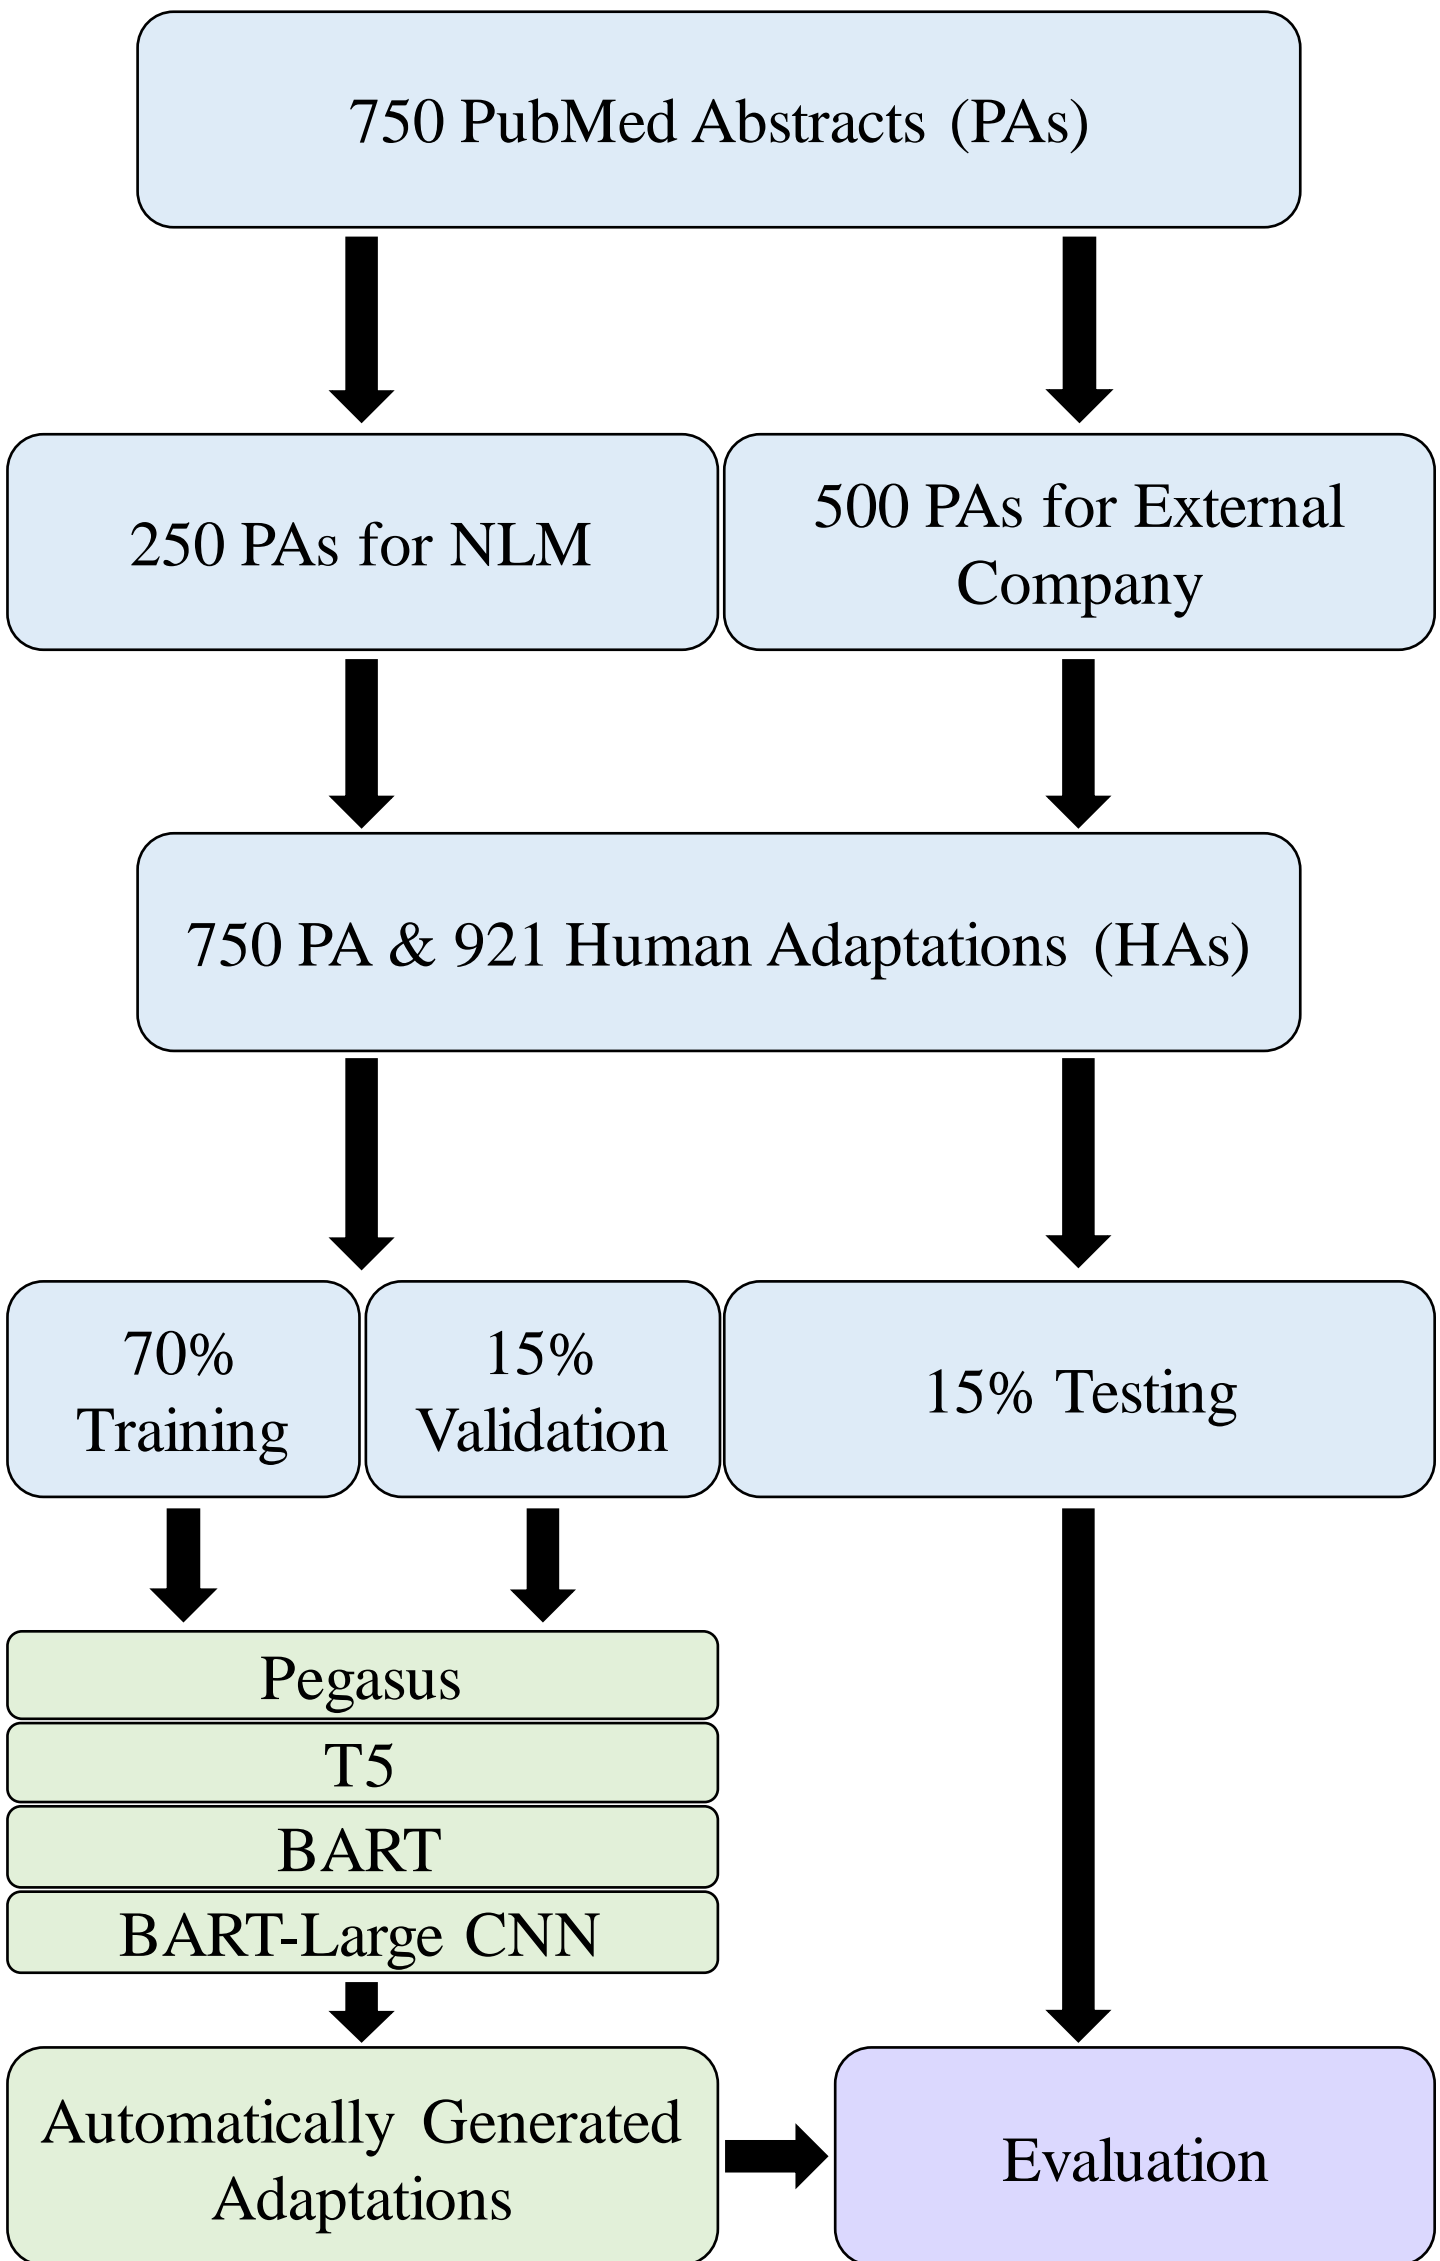 750 PubMed Abstracts (PAs)
250 PAs for NLM
500 PAs for External
Company
750 PA & 921 Human Adaptations (HAs)
70%
Training
15%
Validation
15% Testing
Pegasus
T5
BART
BART-Large CNN
Automatically Generated
Adaptations
Evaluation